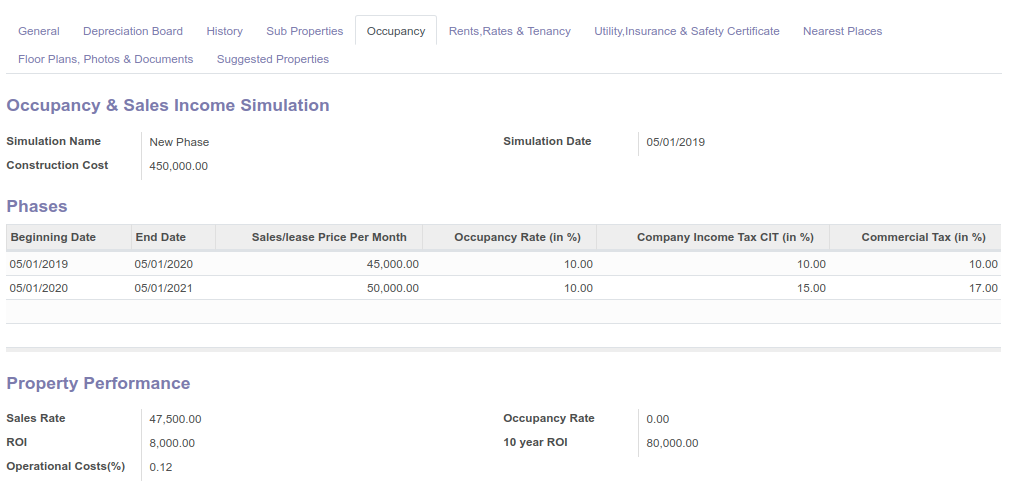 General Depreciation Board History Sub Properties Occupancy Rents,Rates & Tenancy Utility,Insurance & Safety Certificate Nearest Places
Floor Plans, Photos & Documents Suggested Properties
Occupancy & Sales Income Simulation
Simulation Name New Phase Simulation Date 05/01/2019
Construction Cost 450,000.00
Phases
Beginning Date End Date Sales/lease Price Per Month Occupancy Rate (in %) Company Income Tax CIT (in %) Commercial Tax (in %)
05/01/2019 05/01/2020 45,000.00 10.00 10.00 10.00
05/01/2020 05/01/2021 50,000.00 10.00 15.00 17.00
Property Performance
Sales Rate 47,500.00 Occupancy Rate 0.00
ROI 8,000.00 10 year ROI 80,000.00
Operational Costs(%) 0.12